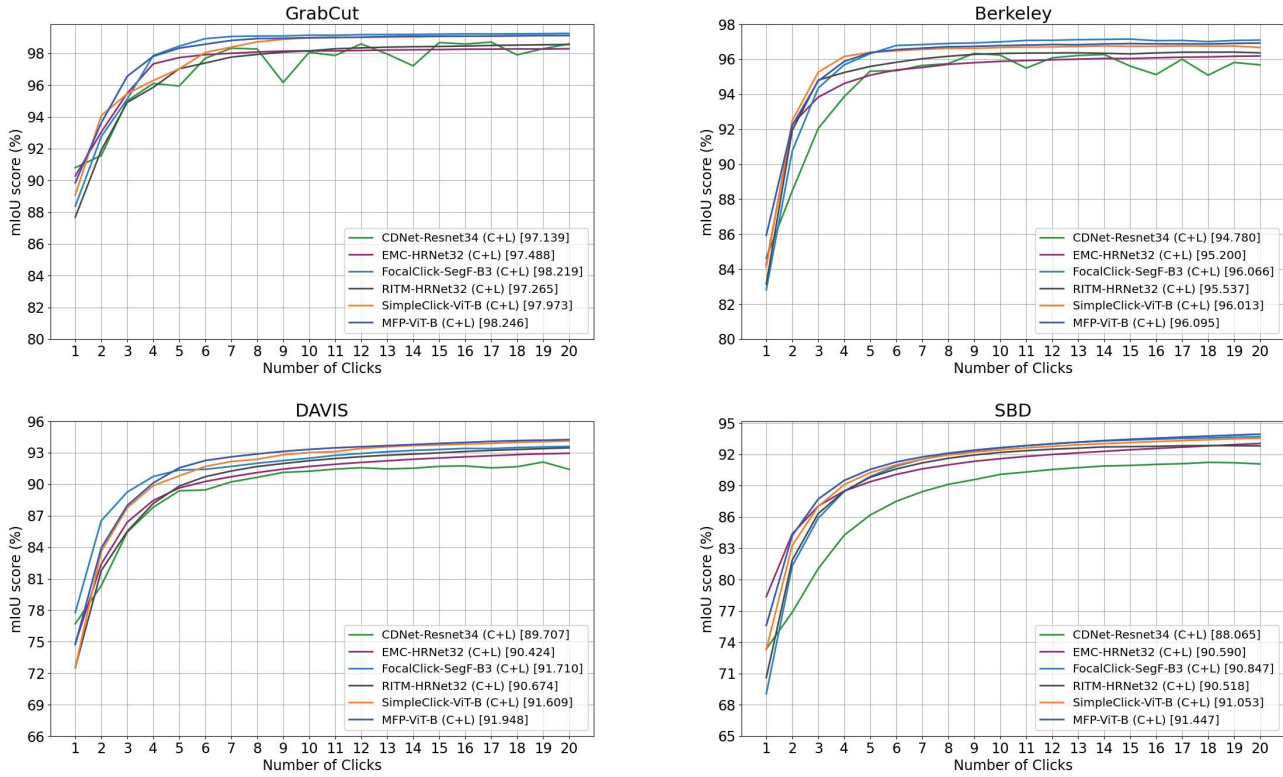 GrabCut
mIoU score (%)
98
96
94
92
90
88
86
84
82
80
CDNet-Resnet34 (C+L) [97.139]
EMC-HRNet32 (C+L) [97.488]
FocalClick-SegF-B3 (C+L) [98.219]
RITM-HRNet32 (C+L) [97.265]
SimpleClick-ViT-B (C+L) [97.973]
MFP-ViT-B (C+L) [98.246]
1 2 3 4 5 6 7 8 9 10 11 12 13 14 15 16 17 18 19 20
Number of Clicks
Berkeley
mIoU score (%)
98
96
94
92
90
88
86
84
82
80
CDNet-Resnet34 (C+L) [94.780]
EMC-HRNet32 (C+L) [95.200]
FocalClick-SegF-B3 (C+L) [96.066]
RITM-HRNet32 (C+L) [95.537]
SimpleClick-ViT-B (C+L) [96.013]
MFP-ViT-B (C+L) [96.095]
1 2 3 4 5 6 7 8 9 10 11 12 13 14 15 16 17 18 19 20
Number of Clicks
DAVIS
mIoU score (%)
96
93
90
87
84
81
78
75
72
69
66
CDNet-Resnet34 (C+L) [89.707]
EMC-HRNet32 (C+L) [90.424]
FocalClick-SegF-B3 (C+L) [91.710]
RITM-HRNet32 (C+L) [90.674]
SimpleClick-ViT-B (C+L) [91.609]
MFP-ViT-B (C+L) [91.948]
1 2 3 4 5 6 7 8 9 10 11 12 13 14 15 16 17 18 19 20
Number of Clicks
SBD
mIoU score (%)
95
92
89
86
83
80
77
74
71
68
65
CDNet-Resnet34 (C+L) [88.065]
EMC-HRNet32 (C+L) [90.590]
FocalClick-SegF-B3 (C+L) [90.847]
RITM-HRNet32 (C+L) [90.518]
SimpleClick-ViT-B (C+L) [91.053]
MFP-ViT-B (C+L) [91.447]
1 2 3 4 5 6 7 8 9 10 11 12 13 14 15 16 17 18 19 20
Number of Clicks